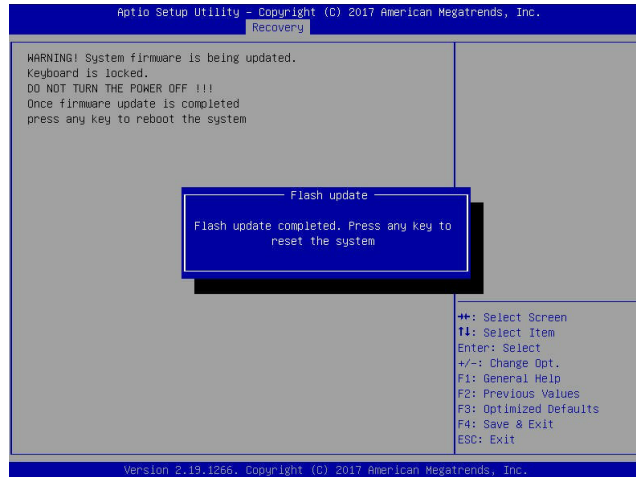 Aptio Setup Utility – Copyright (C) 2017 American Megatrends, Inc.
Recovery
WARNING! System firmware is being updated.
Keyboard is locked.
DO NOT TURN THE POWER OFF !!!
Once firmware update is completed
press any key to reboot the system
Flash update
Flash update completed. Press any key to
reset the system
→←: Select Screen
↑↓: Select Item
Enter: Select
+/-: Change Opt.
F1: General Help
F2: Previous Values
F3: Optimized Defaults
F4: Save & Exit
ESC: Exit
Version 2.19.1266. Copyright (C) 2017 American Megatrends, Inc.